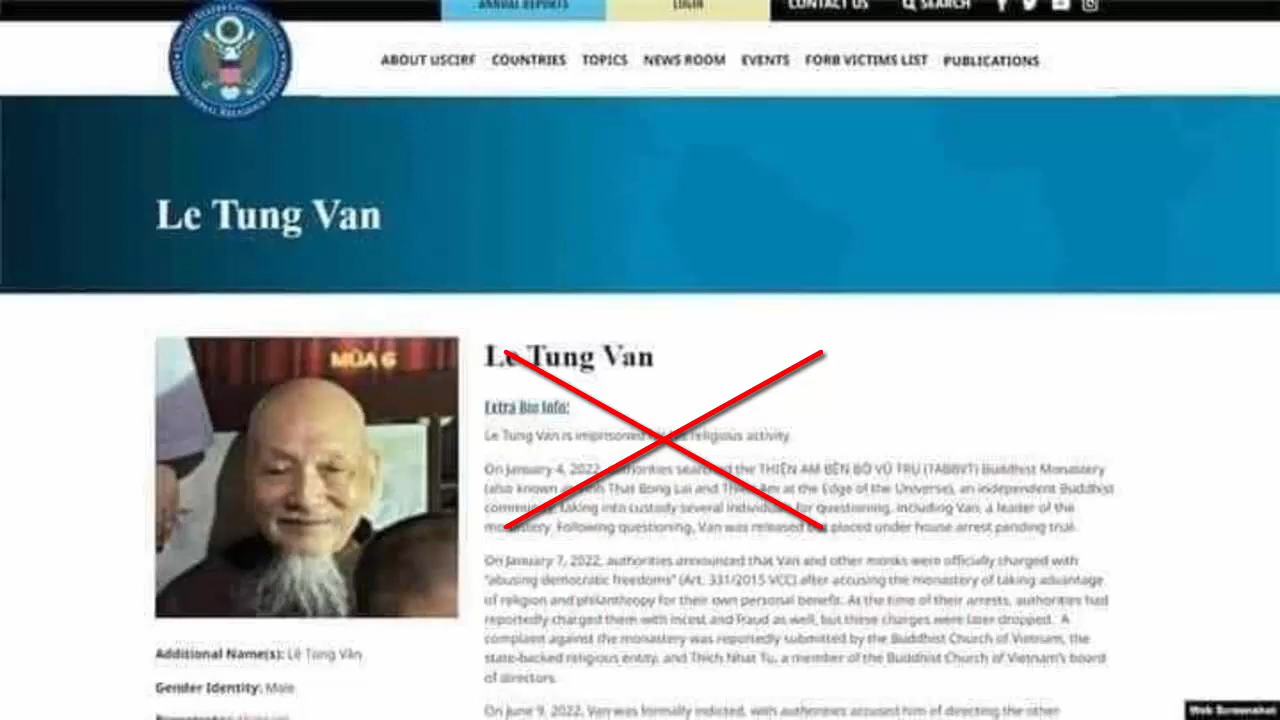 ANNUAL REPORTS
LOGIN
CONTACT US
SEARCH
ABOUT USCIRF COUNTRIES TOPICS NEWS ROOM EVENTS FORB VICTIMS LIST PUBLICATIONS
Le Tung Van
MÙA 6
Le Tung Van
Extra Bio Info:
Le Tung Van is imprisoned religious activity.
On January 4, 2022, authorities searched the THIÊN AM BÊN BỜ VŨ TRỤ (TABBVT) Buddhist Monastery
(also known as Tinh That Bong Lai and Thien Am at the Edge of the Universe), an independent Buddhist
community, taking into custody several individuals for questioning, including Van, a leader of the
monastery. Following questioning, Van was released but placed under house arrest pending trial.
On January 7, 2022, authorities announced that Van and other monks were officially charged with
"abusing democratic freedoms" (Art. 331/2015 VCC) after accusing the monastery of taking advantage
of religion and philanthropy for their own personal benefit. At the time of their arrests, authorities had
reportedly charged them with incest and fraud as well, but these charges were later dropped. A
complaint against the monastery was reportedly submitted by the Buddhist Church of Vietnam, the
state-backed religious entity, and Thich Nhat Tu, a member of the Buddhist Church of Vietnam's board
of directors.
Additional Name(s): Lê Tùng Vân
Gender Identity: Male
On June 9, 2022, Van was formally indicted, with authorities accused him of directing the other
Web Screenshot